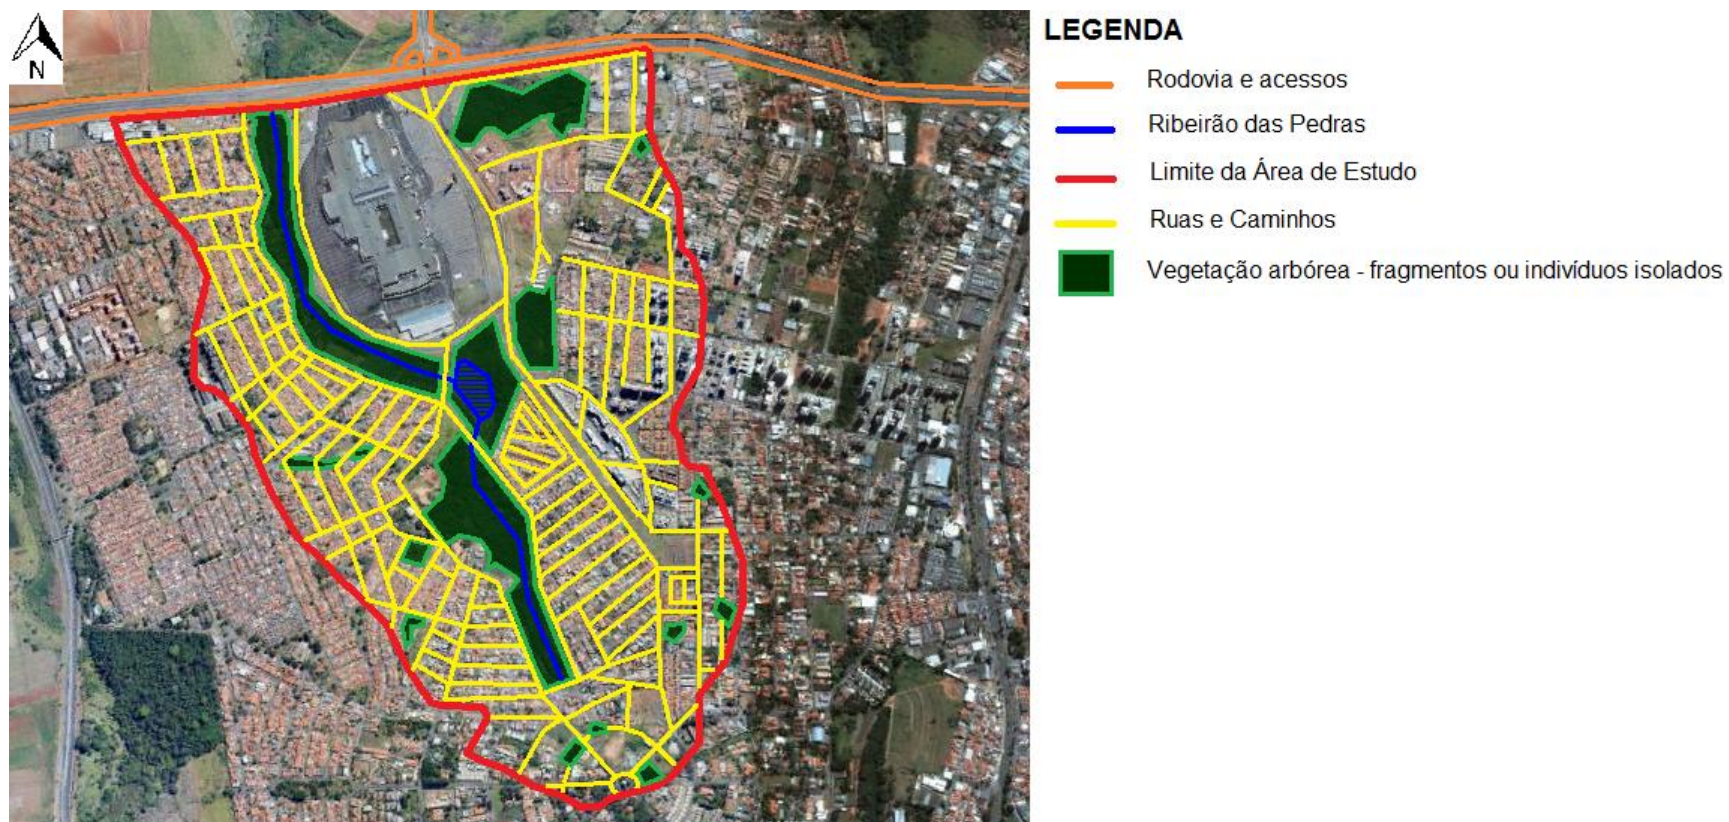 N
LEGENDA
Rodovia e acessos
Ribeirão das Pedras
Limite da Área de Estudo
Ruas e Caminhos
Vegetação arbórea - fragmentos ou indivíduos isolados